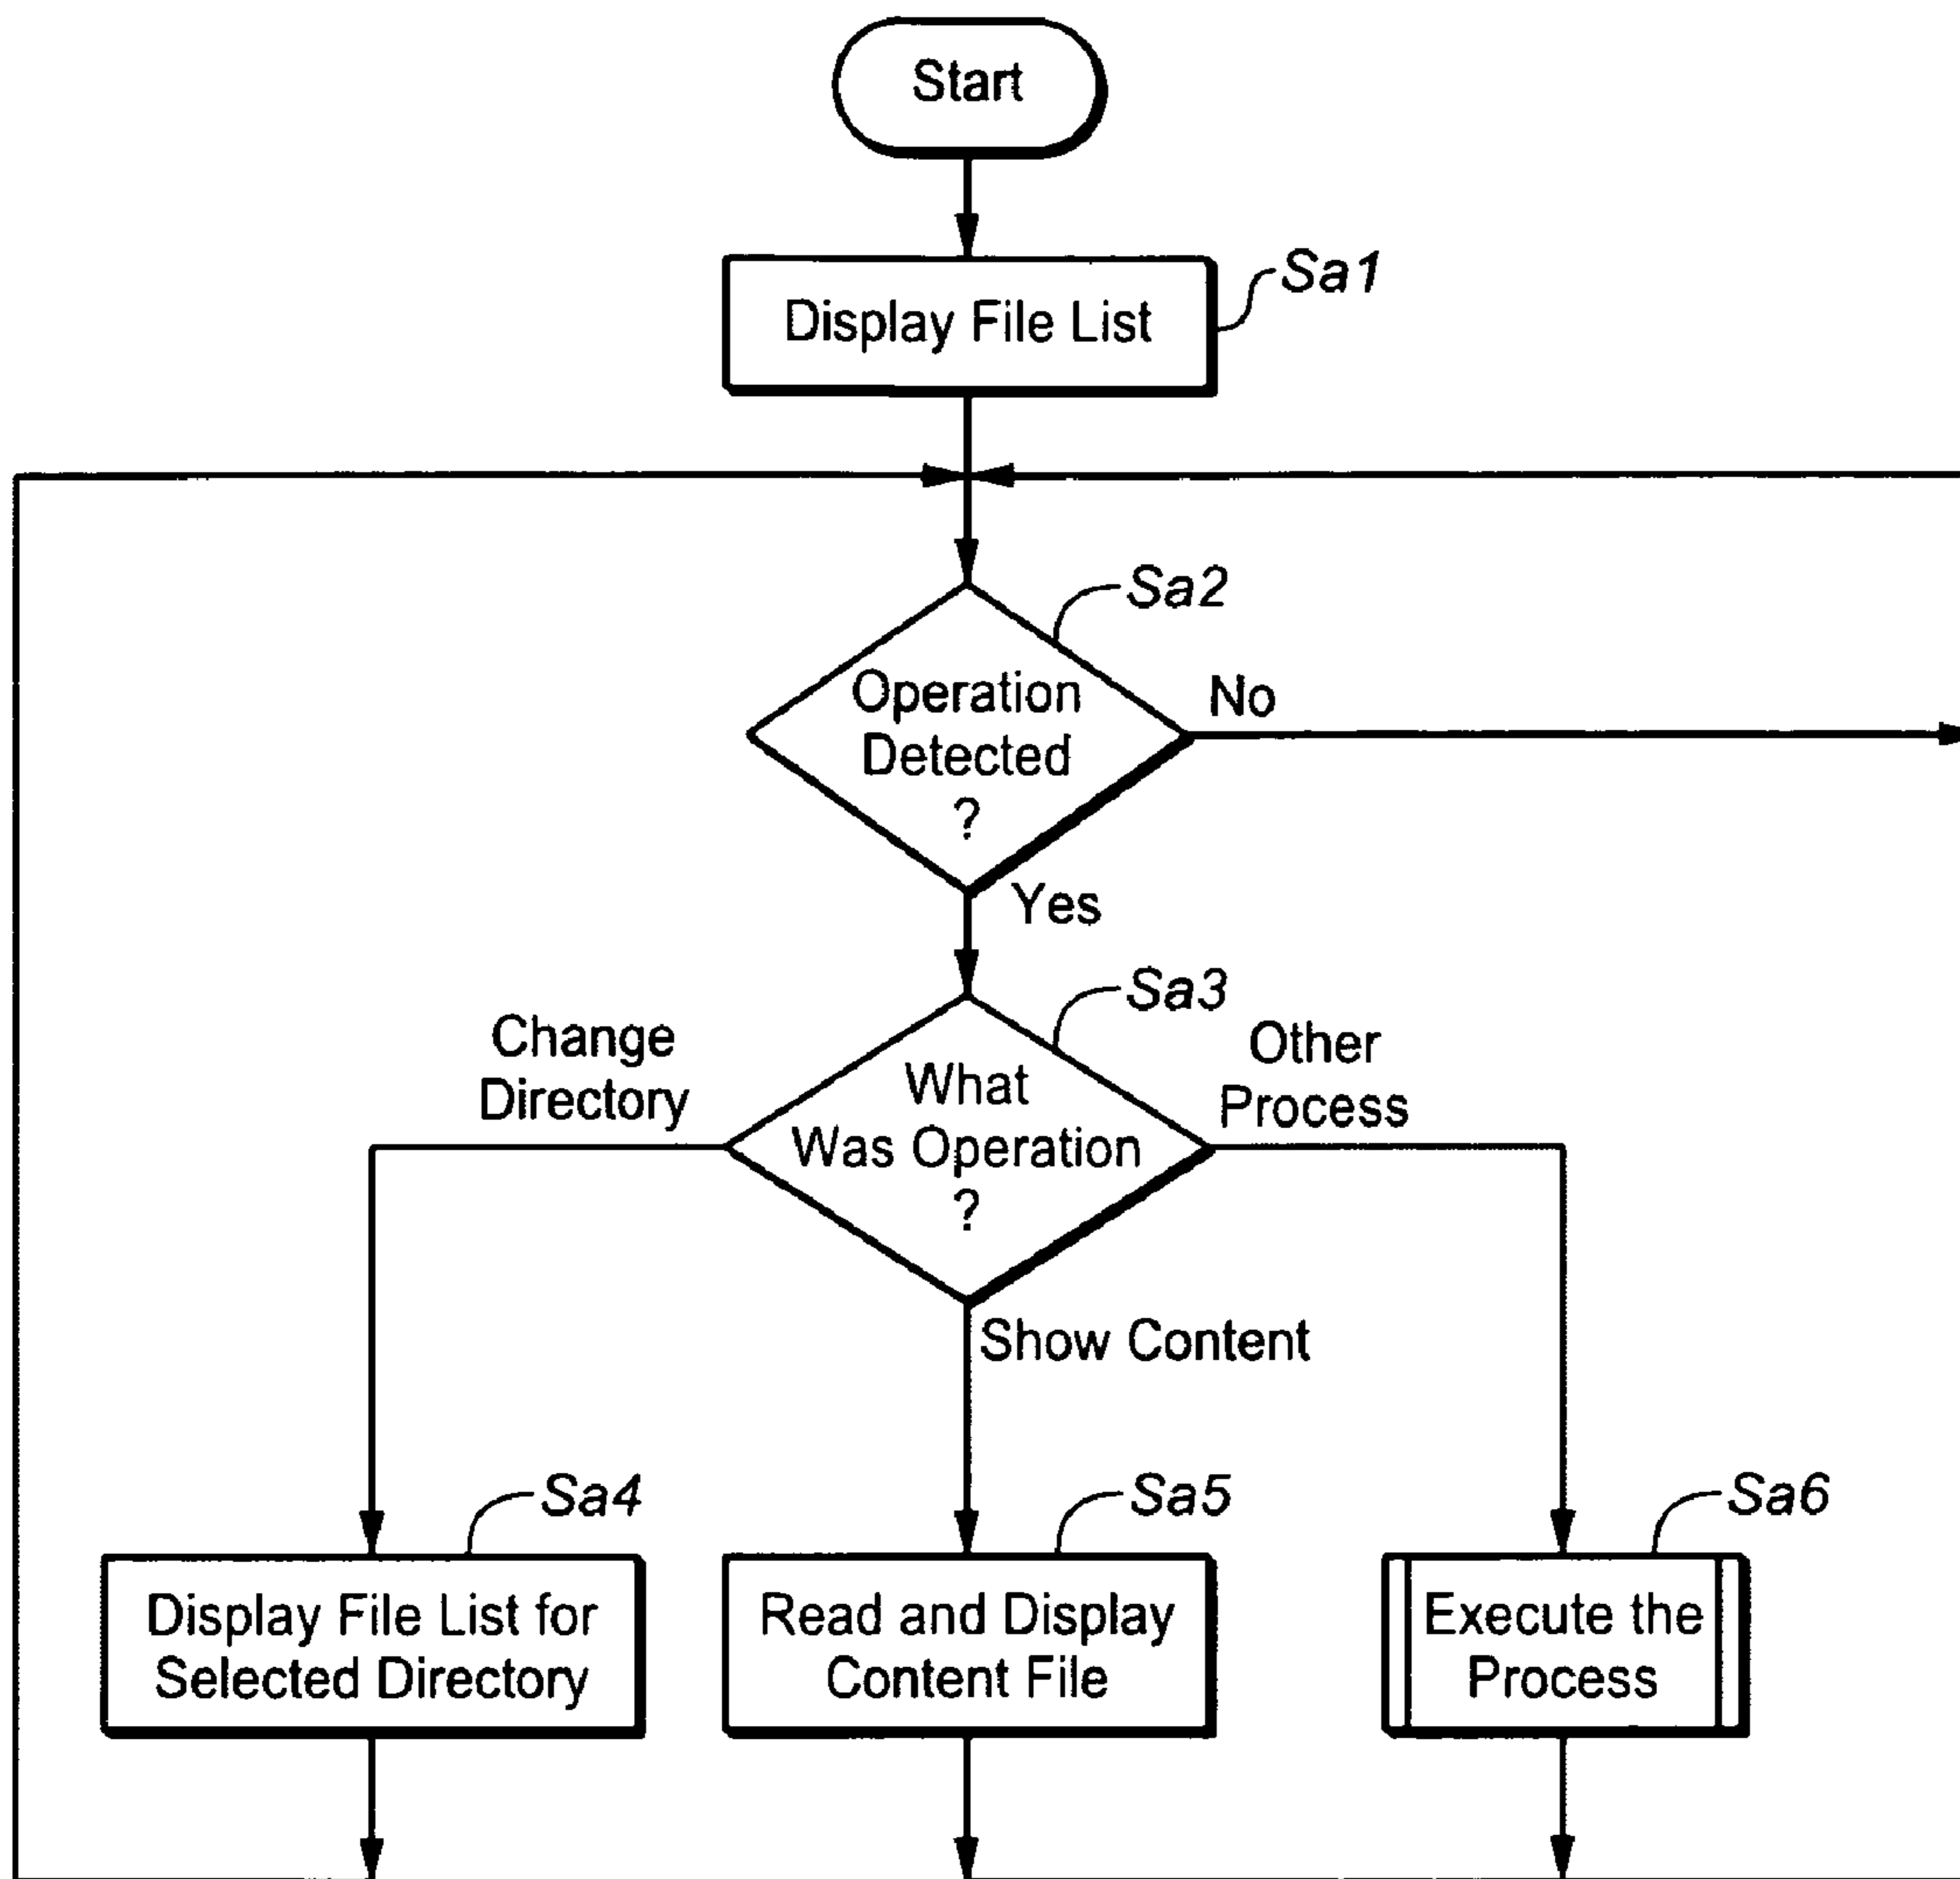 Start
Display File List
Sa1
Sa2
Operation
Detected
?
No
Yes
Sa3
Change
Directory
What
Was Operation
?
Other
Process
Show Content
Sa4
Sa5
Sa6
Display File List for
Selected Directory
Read and Display
Content File
Execute the
Process